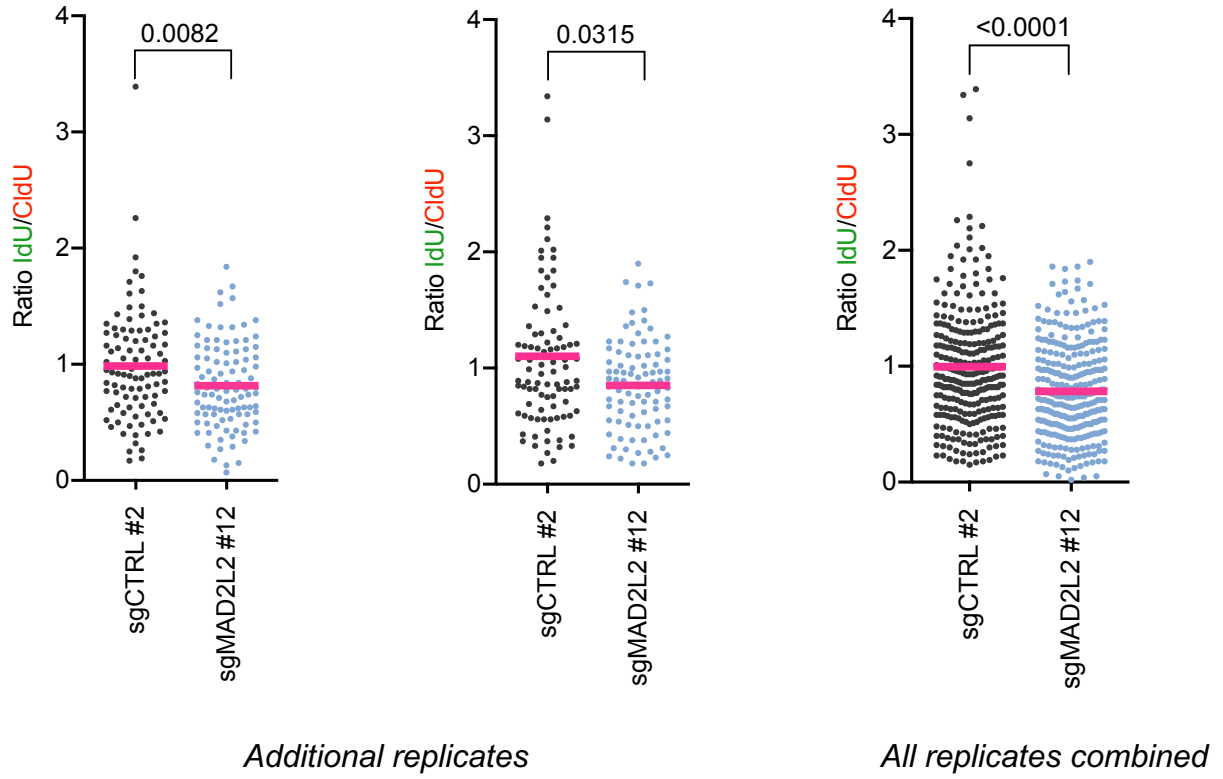 4
3
2
1
0
Ratio IdU/CldU
0.0082
sgCTRL #2
sgMAD2L2 #12
4
3
2
1
0
Ratio IdU/CldU
0.0315
sgCTRL #2
sgMAD2L2 #12
4
3
2
1
0
Ratio IdU/CldU
<0.0001
sgCTRL #2
sgMAD2L2 #12
Additional replicates
All replicates combined